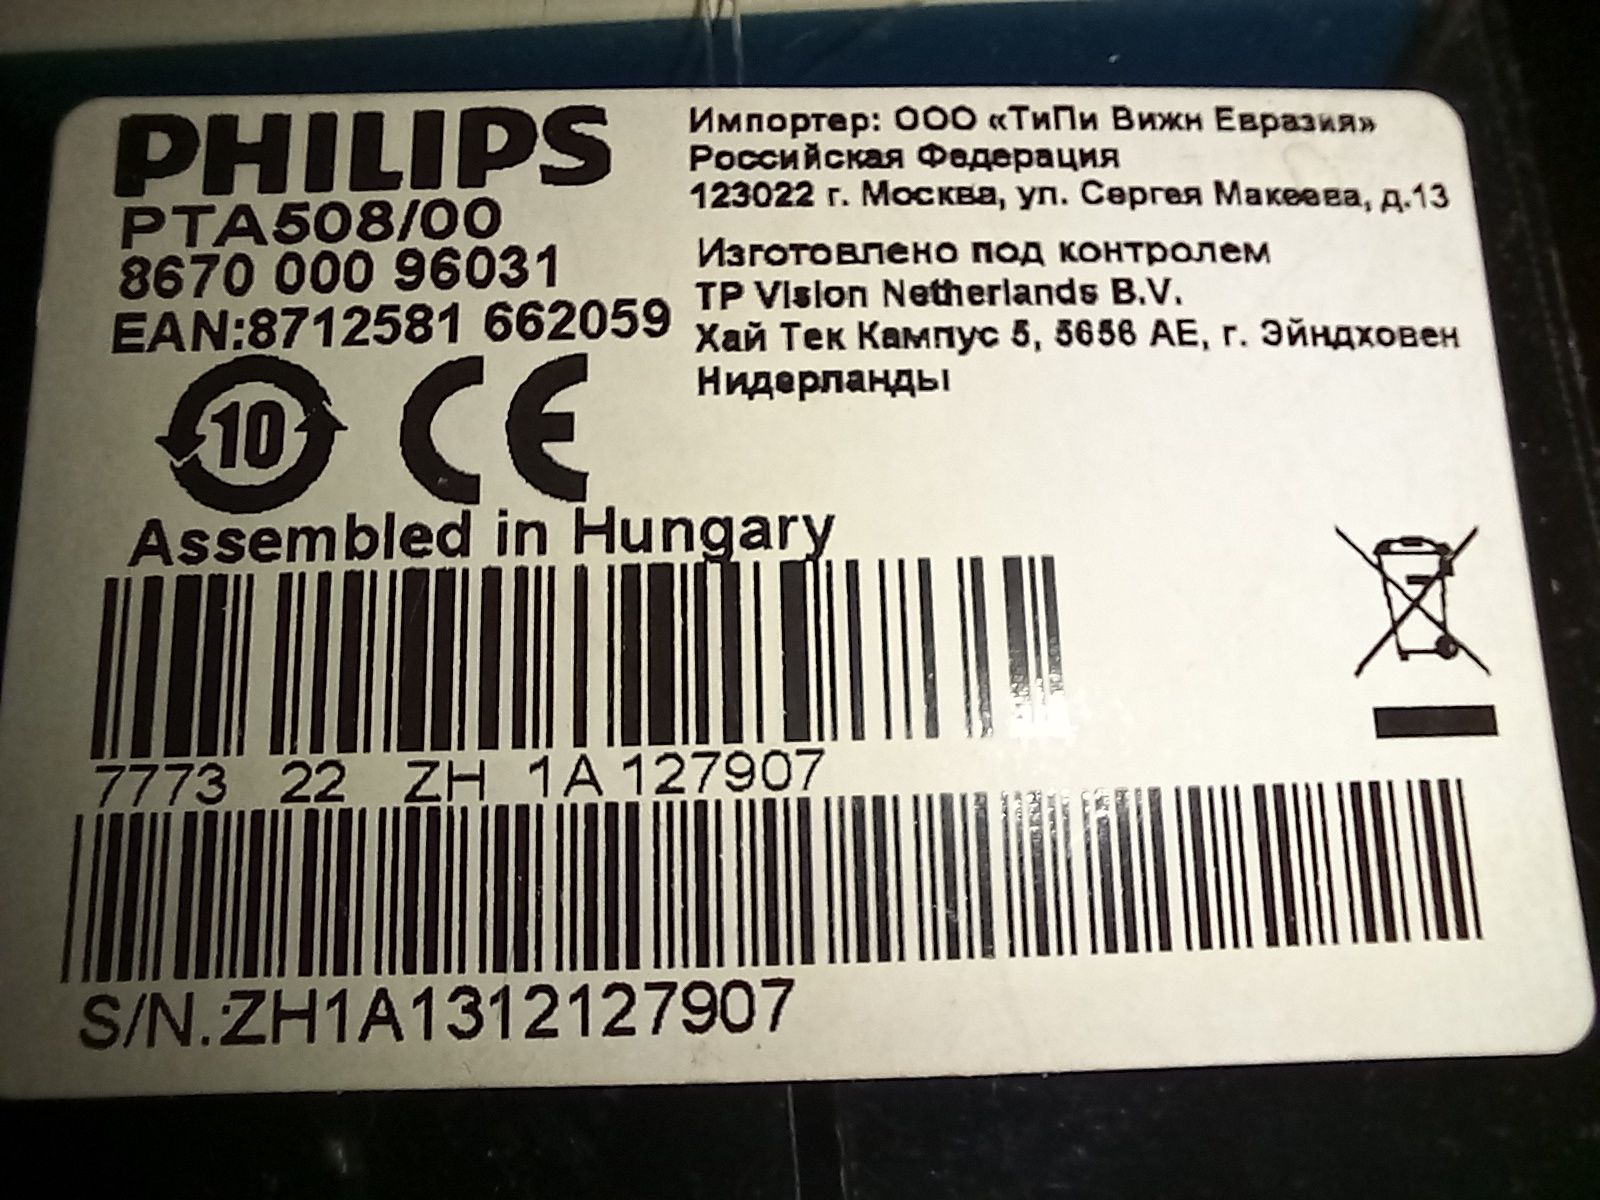 PHILIPS
PTA508/00
8670 000 96031
EAN:8712581 662059
Импортер: ООО «ТиПи Вижн Евразия»
Российская Федерация
123022 г. Москва, ул. Сергея Макеева, д.13
Изготовлено под контролем
TP Vision Netherlands B.V.
Хай Тек Кампус 5, 5656 AE, г. Эйндховен
Нидерланды
10 CE
Assembled in Hungary
7773 22 ZH 1A 127907
S/N.:ZH1A1312127907